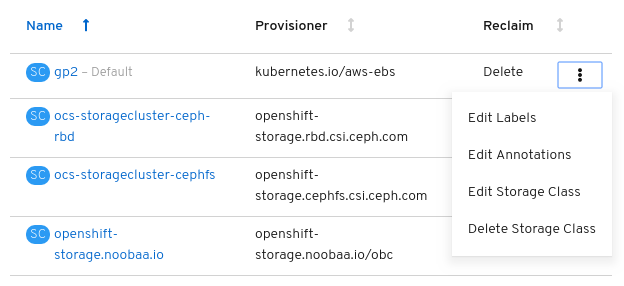 Name Provisioner Reclaim
SC gp2 – Default kubernetes.io/aws-ebs Delete
SC ocs-storagecluster-ceph-
rbd
openshift-
storage.rbd.csi.ceph.com
SC ocs-storagecluster-cephfs
openshift-
storage.cephfs.csi.ceph.com
SC openshift-
storage.noobaa.io
openshift-
storage.noobaa.io/obc
Edit Labels
Edit Annotations
Edit Storage Class
Delete Storage Class